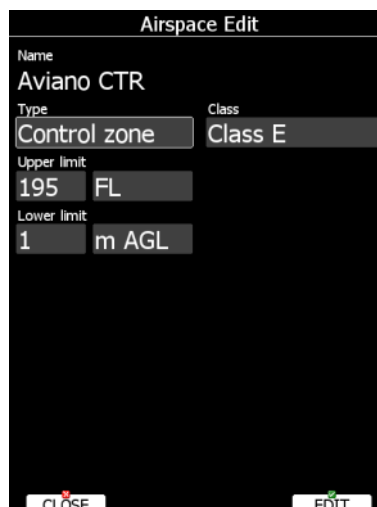 Airspace Edit
Name
Aviano CTR
Type Class
Control zone Class E
Upper limit
195 FL
Lower limit
1 m AGL
CLOSE EDIT